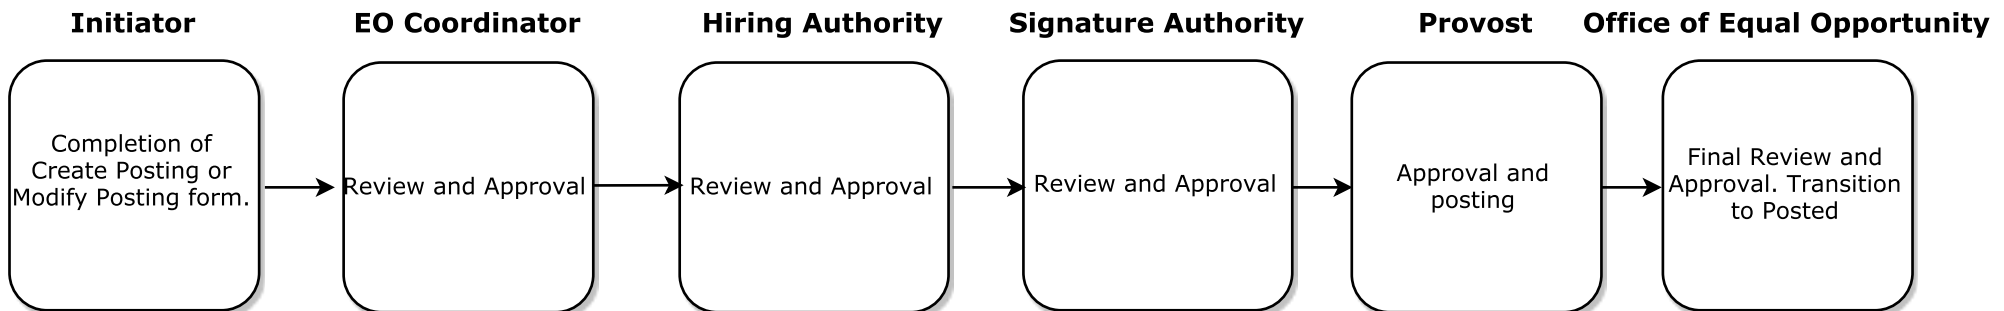 Initiator
EO Coordinator
Hiring Authority
Signature Authority
Provost
Office of Equal Opportunity
Completion of
Create Posting or
Modify Posting form.
Review and Approval
Review and Approval
Review and Approval
Approval and
posting
Final Review and
Approval. Transition
to Posted